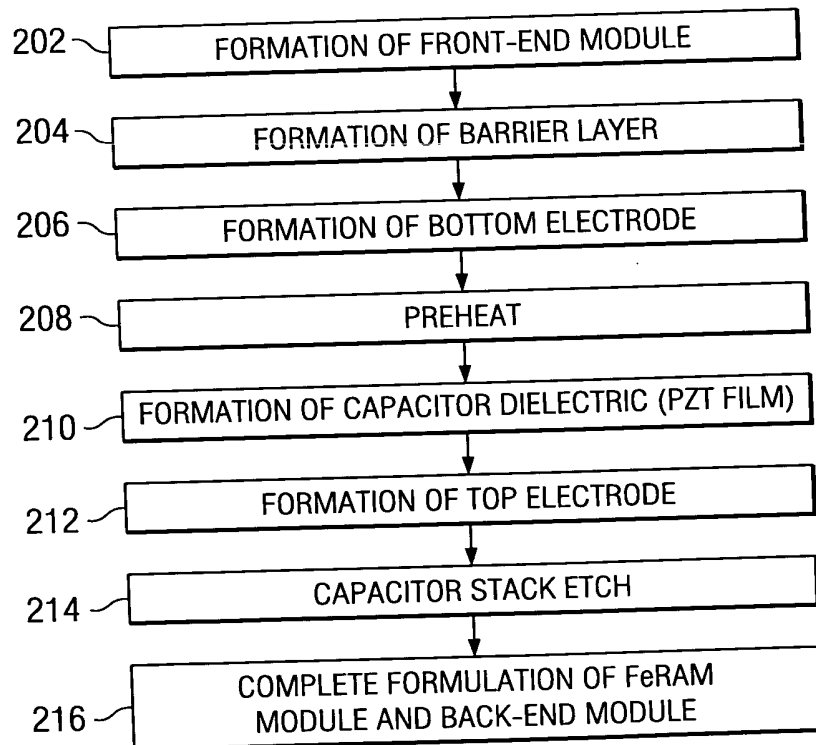 202 FORMATION OF FRONT-END MODULE
204 FORMATION OF BARRIER LAYER
206 FORMATION OF BOTTOM ELECTRODE
208 PREHEAT
210 FORMATION OF CAPACITOR DIELECTRIC (PZT FILM)
212 FORMATION OF TOP ELECTRODE
214 CAPACITOR STACK ETCH
216 COMPLETE FORMULATION OF FeRAM
MODULE AND BACK-END MODULE